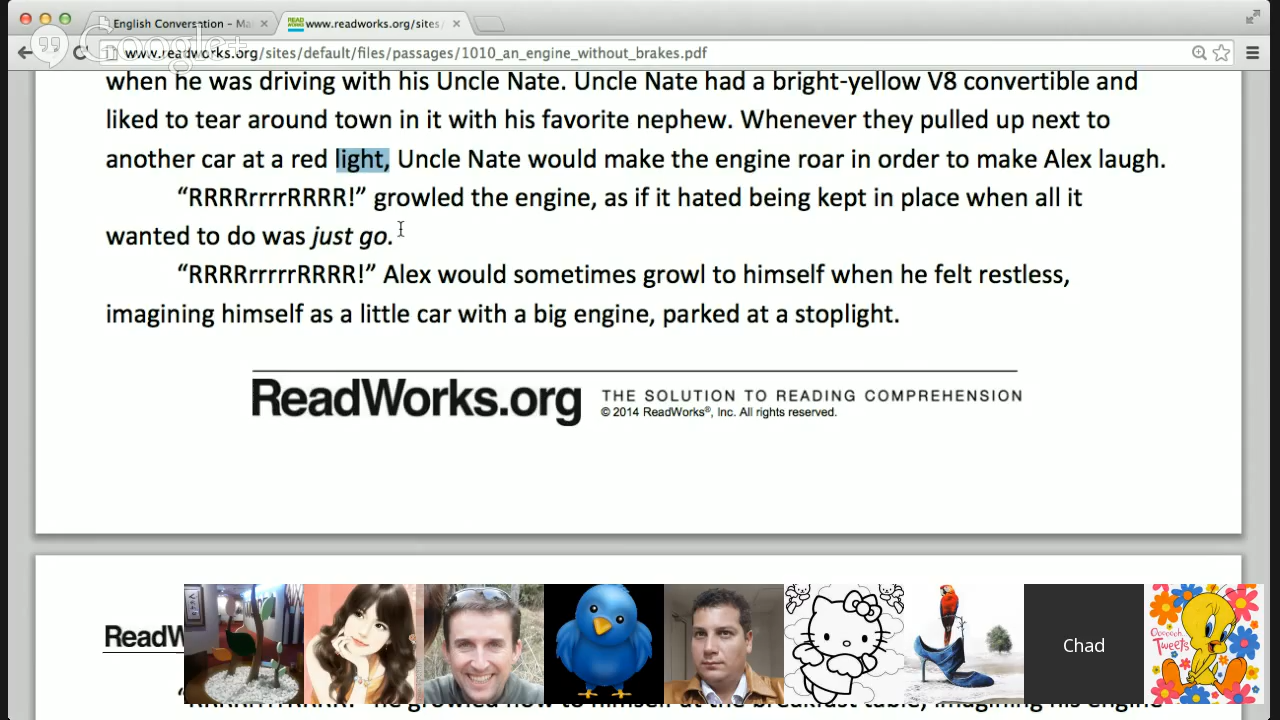 English Conversation - Ma
www.readworks.org/sites/
Google+
www.readworks.org/sites/default/files/passages/1010_an_engine_without_brakes.pdf
when he was driving with his Uncle Nate. Uncle Nate had a bright-yellow V8 convertible and
liked to tear around town in it with his favorite nephew. Whenever they pulled up next to
another car at a red light, Uncle Nate would make the engine roar in order to make Alex laugh.
“RRRRrrrrRRRR!” growled the engine, as if it hated being kept in place when all it
wanted to do was just go.
“RRRRrrrrrRRRR!” Alex would sometimes growl to himself when he felt restless,
imagining himself as a little car with a big engine, parked at a stoplight.
ReadWorks.org THE SOLUTION TO READING COMPREHENSION
© 2014 ReadWorks®, Inc. All rights reserved.
ReadW
Chad
Ooooooh...
Tweets